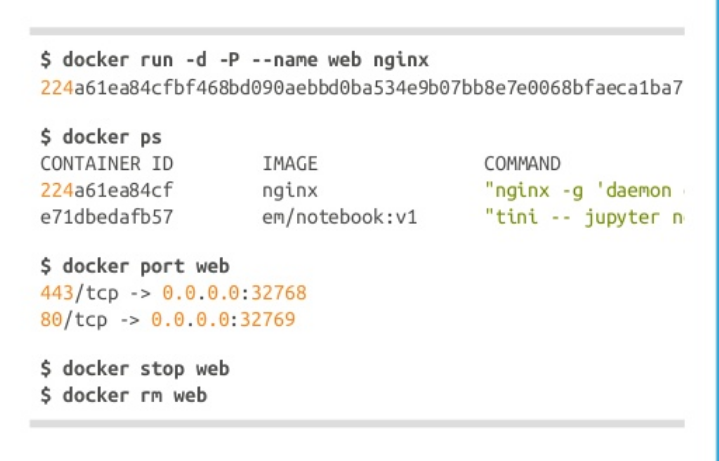 $ docker run -d -P --name web nginx
224a61ea84cfbf468bd090aebbd0ba534e9b07bb8e7e0068bfaeca1ba7
$ docker ps
CONTAINER ID IMAGE COMMAND
224a61ea84cf nginx "nginx -g 'daemon
e71dbedafb57 em/notebook:v1 "tini -- jupyter n
$ docker port web
443/tcp -> 0.0.0.0:32768
80/tcp -> 0.0.0.0:32769
$ docker stop web
$ docker rm web